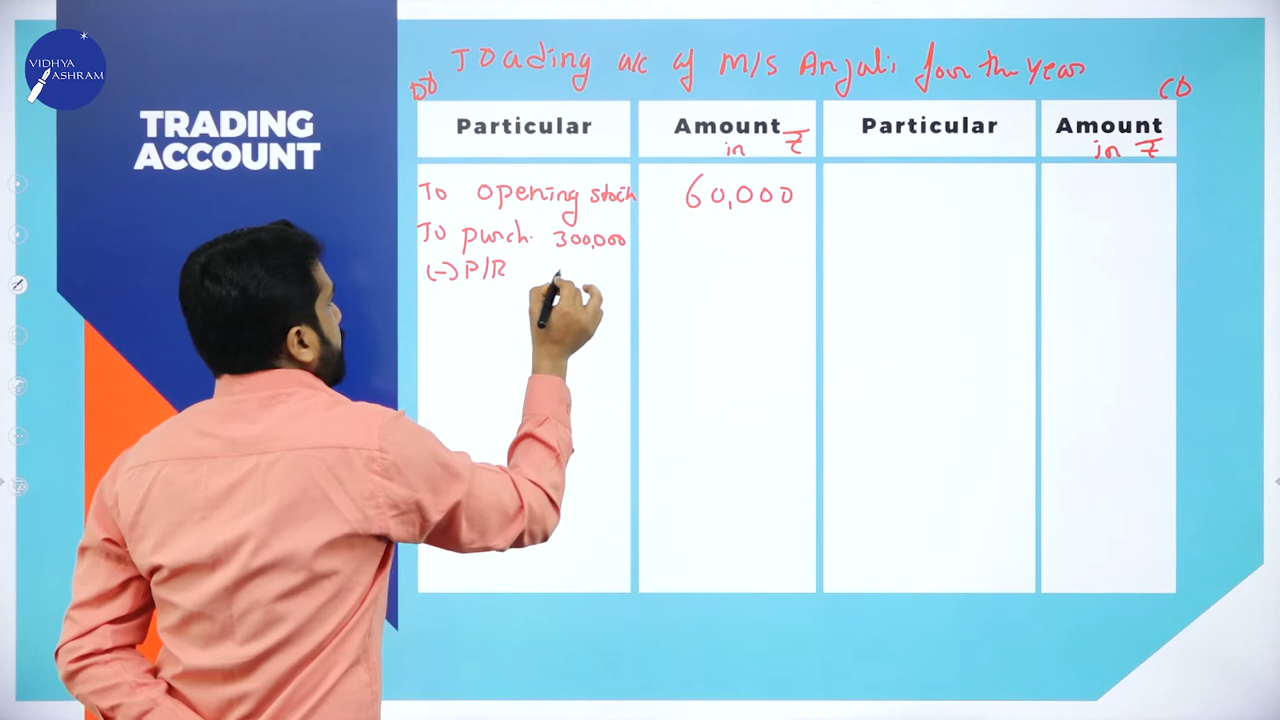 VIDHYA
ASHRAM
TRADING
ACCOUNT
Trading a/c of M/S Anjali for the Year
Dr
Cr
Particular
Amount
in ₹
Particular
Amount
in ₹
To opening stock 60,000
To purch. 300,000
(-) P/R